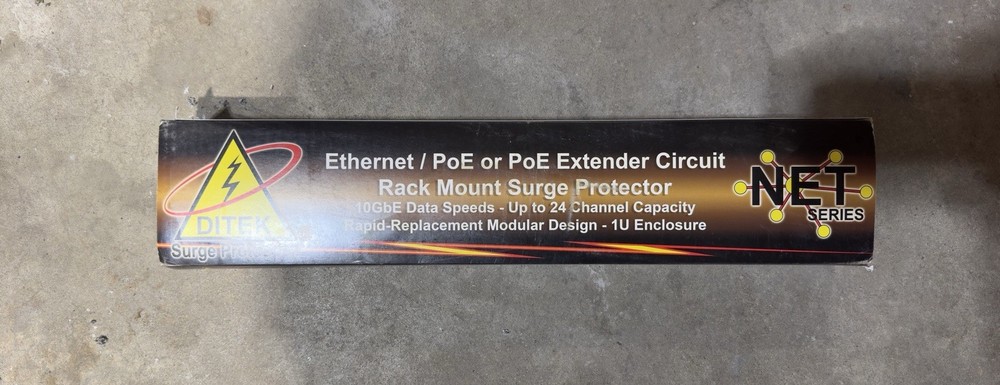 Ethernet / PoE or PoE Extender Circuit
Rack Mount Surge Protector
10GbE Data Speeds - Up to 24 Channel Capacity
Rapid-Replacement Modular Design - 1U Enclosure
DITEK
Surge
NET
SERIES